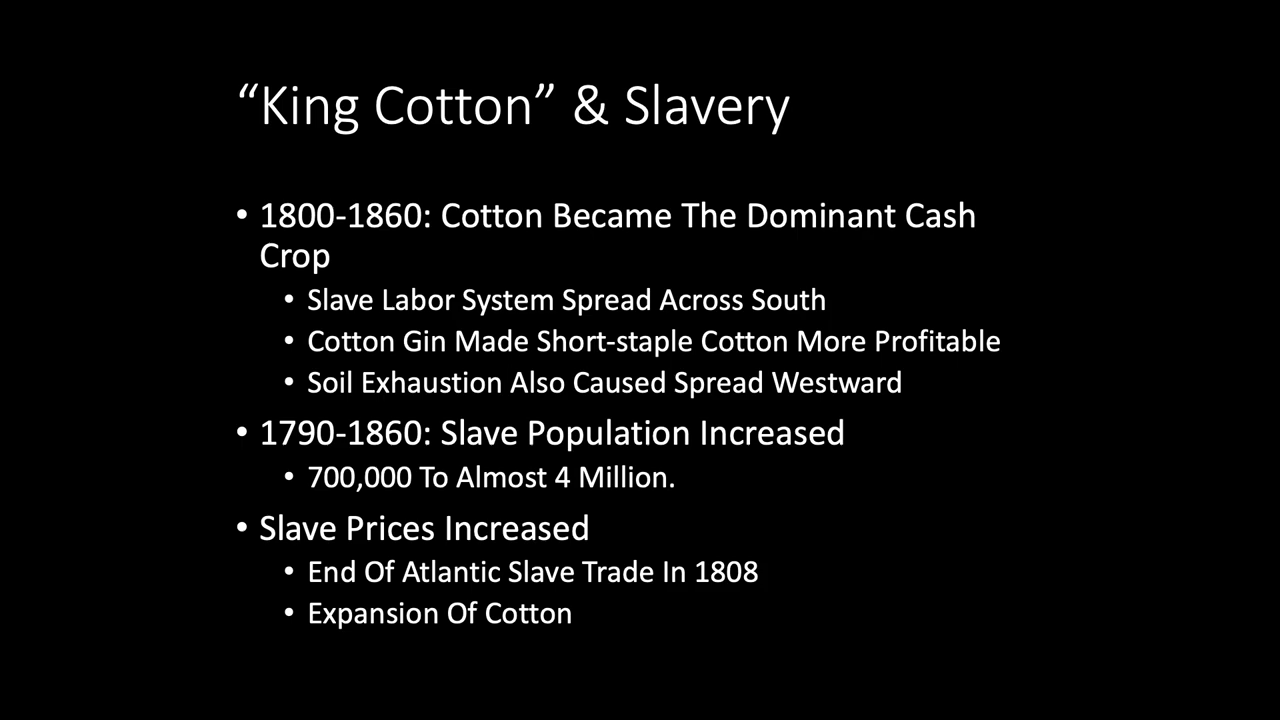 “King Cotton” & Slavery
• 1800-1860: Cotton Became The Dominant Cash
Crop
• Slave Labor System Spread Across South
• Cotton Gin Made Short-staple Cotton More Profitable
• Soil Exhaustion Also Caused Spread Westward
• 1790-1860: Slave Population Increased
• 700,000 To Almost 4 Million.
• Slave Prices Increased
• End Of Atlantic Slave Trade In 1808
• Expansion Of Cotton